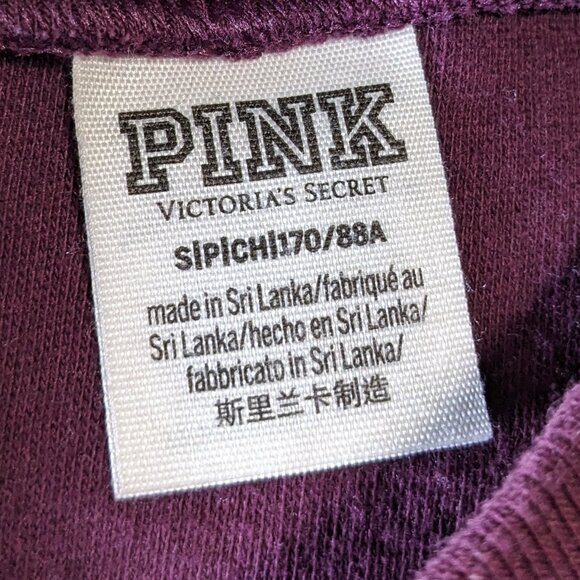 PINK
VICTORIA'S SECRET
S|P|CH|170/88A
made in Sri Lanka/fabriqué au
Sri Lanka/hecho en Sri Lanka/
fabbricato in Sri Lanka/
斯里兰卡制造